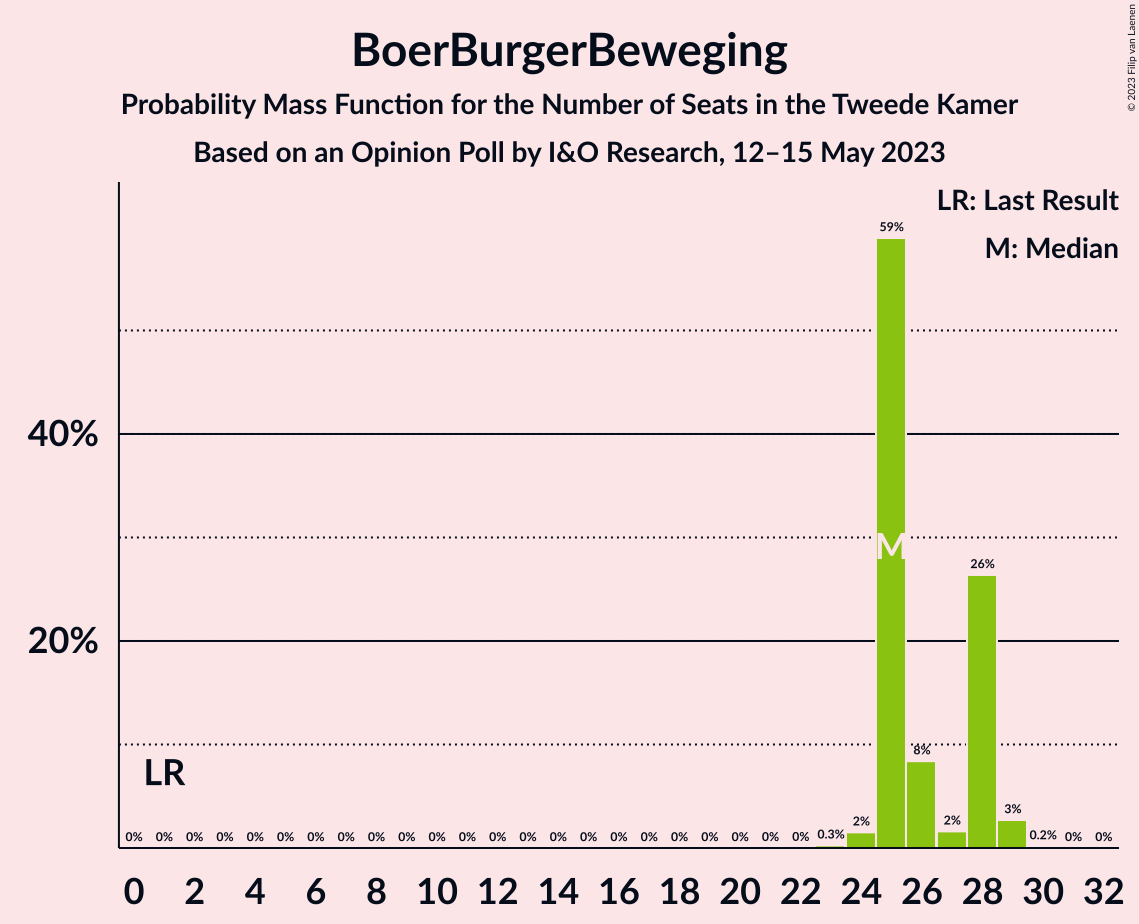 BoerBurgerBeweging
Probability Mass Function for the Number of Seats in the Tweede Kamer
Based on an Opinion Poll by I&O Research, 12–15 May 2023
© 2023 Filip van Laenen
LR: Last Result
M: Median
59%
40%
M
26%
20%
8%
LR
0% 0% 0% 0% 0% 0% 0% 0% 0% 0% 0% 0% 0% 0% 0% 0% 0% 0% 0% 0% 0% 0% 0% 0.3% 2% 2% 3% 0.2% 0% 0%
0 2 4 6 8 10 12 14 16 18 20 22 24 26 28 30 32